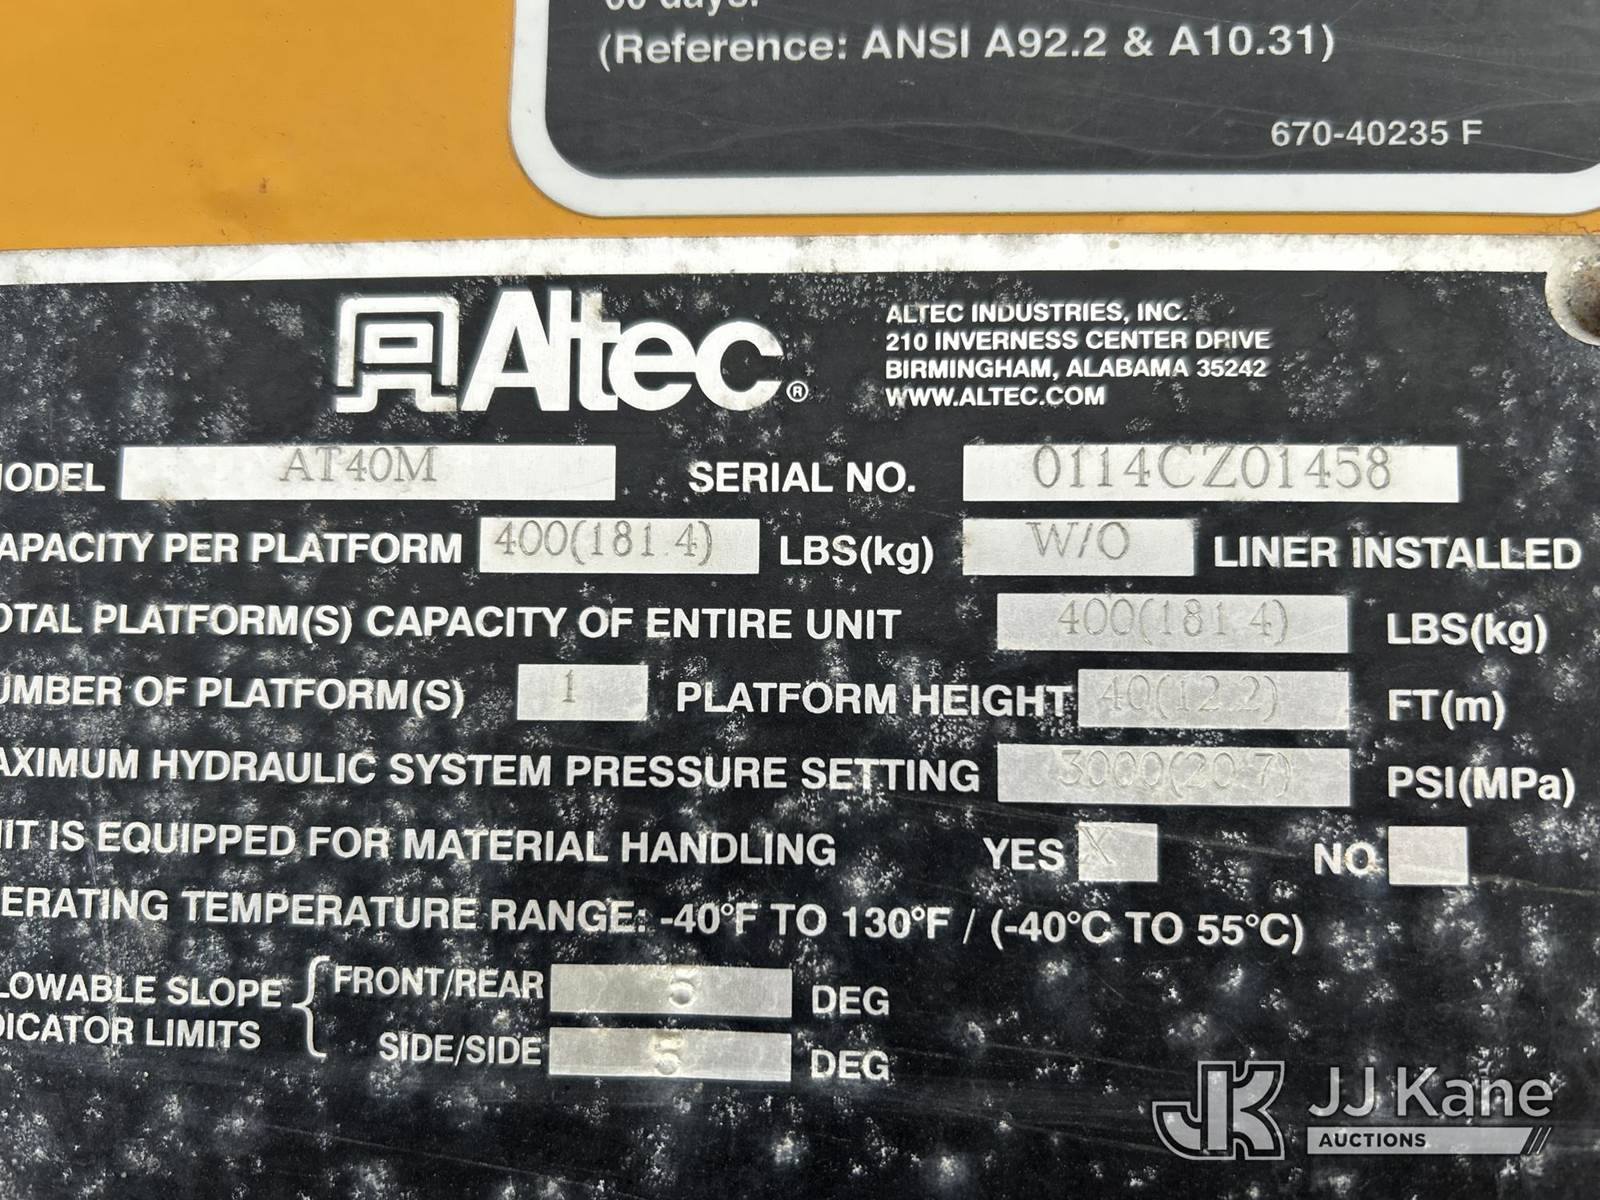 (Reference: ANSI A92.2 & A10.31)
670-40235 F
Altec®
ALTEC INDUSTRIES, INC.
210 INVERNESS CENTER DRIVE
BIRMINGHAM, ALABAMA 35242
WWW.ALTEC.COM
ODEL AT40M SERIAL NO. 0114CZ01458
APACITY PER PLATFORM 400(181.4) LBS(kg) W/O LINER INSTALLED
OTAL PLATFORM(S) CAPACITY OF ENTIRE UNIT 400(181.4) LBS(kg)
UMBER OF PLATFORM(S) 1 PLATFORM HEIGHT 40(12.2) FT(m)
AXIMUM HYDRAULIC SYSTEM PRESSURE SETTING 3000(20.7) PSI(MPa)
NIT IS EQUIPPED FOR MATERIAL HANDLING YES X NO
ERATING TEMPERATURE RANGE: -40°F TO 130°F / (-40°C TO 55°C)
LOWABLE SLOPE FRONT/REAR 5 DEG
DICATOR LIMITS SIDE/SIDE 5 DEG
JK JJ Kane
AUCTIONS